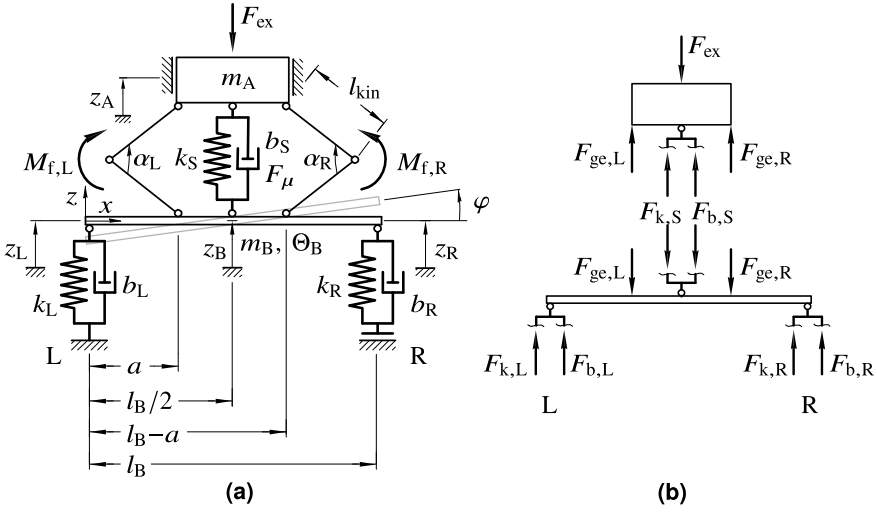 F_ex
F_ex
m_A
l_kin
z_A
b_S
α_L
k_S
α_R
M_f,L
F_μ
M_f,R
F_ge,L
F_ge,R
z
x
φ
F_k,S
F_b,S
z_L
z_B
m_B, Θ_B
z_R
F_ge,L
F_ge,R
k_L
b_L
k_R
b_R
L
R
a
F_k,L
F_b,L
F_k,R
F_b,R
l_B/2
L
R
l_B−a
l_B
(a)
(b)